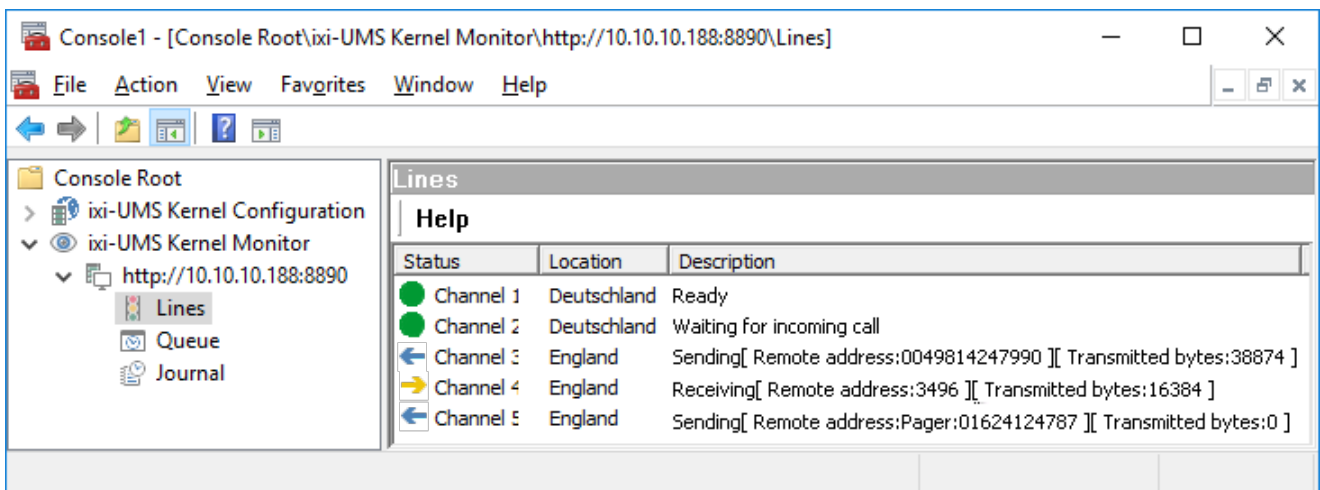 Console1 - [Console Root\ixi-UMS Kernel Monitor\http://10.10.10.188:8890\Lines]
File Action View Favorites Window Help
Console Root
ixi-UMS Kernel Configuration
ixi-UMS Kernel Monitor
http://10.10.10.188:8890
Lines
Queue
Journal
Lines
Help
Status Location Description
Channel 1 Deutschland Ready
Channel 2 Deutschland Waiting for incoming call
Channel 3 England Sending[ Remote address:0049814247990 ][ Transmitted bytes:38874 ]
Channel 4 England Receiving[ Remote address:3496 ][ Transmitted bytes:16384 ]
Channel 5 England Sending[ Remote address:Pager:01624124787 ][ Transmitted bytes:0 ]